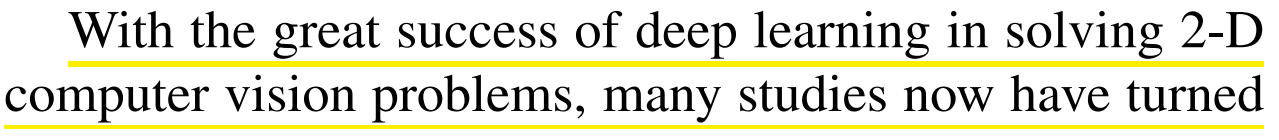 With the great success of deep learning in solving 2-D
computer vision problems, many studies now have turned